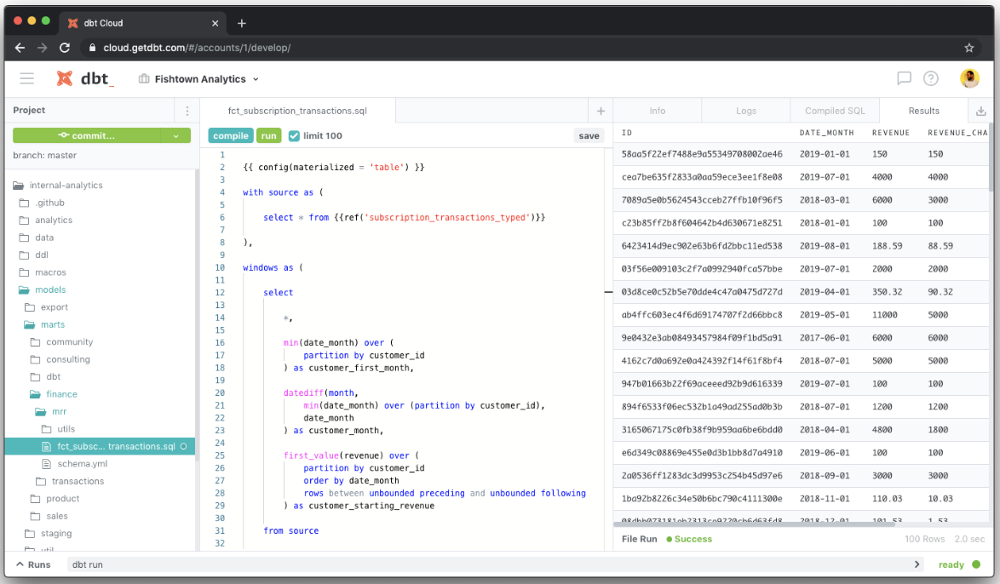 dbt Cloud
cloud.getdbt.com/#/accounts/1/develop/
dbt_
Fishtown Analytics
Project
commit...
branch: master
internal-analytics
.github
analytics
data
ddl
macros
models
export
marts
community
consulting
dbt
finance
mrr
utils
fct_subsc... transactions.sql
schema.yml
transactions
product
sales
staging
util
fct_subscription_transactions.sql
compile run limit 100 save
1
2 {{ config(materialized = 'table') }}
3
4 with source as (
5
6 select * from {{ref('subscription_transactions_typed')}}
7
8 ),
9
10 windows as (
11
12 select
13
14 *,
15
16 min(date_month) over (
17 partition by customer_id
18 ) as customer_first_month,
19
20 datediff(month,
21 min(date_month) over (partition by customer_id),
22 date_month
23 ) as customer_month,
24
25 first_value(revenue) over (
26 partition by customer_id
27 order by date_month
28 rows between unbounded preceding and unbounded following
29 ) as customer_starting_revenue
30
31 from source
32
Info Logs Compiled SQL Results
ID DATE_MONTH REVENUE REVENUE_CHA
58aa5f22ef7488e9a55349708002ae46 2019-01-01 150 150
cea7be635f2833a0aa59ece3ee1f8e08 2019-07-01 4000 4000
7089a5e0b5624543cceb27ffb10f96f5 2018-03-01 6000 3000
c23b85ff2b8f604642b4d630671e8251 2018-01-01 100 100
6423414d9ec902e63b6fd2bbc11ed538 2019-08-01 188.59 88.59
03f56e009103c2f7a0992940fca57bbe 2019-07-01 2000 2000
03d8ce0c52b5e70dde4c47a0475d727d 2019-04-01 350.32 90.32
ab4ffc603ec4f6d69174707f2d66bbc8 2019-05-01 11000 5000
9e0432e3ab08493457984f09f1bd5a91 2017-06-01 6000 6000
4162c7d0a692e0a424392f14f61f8bf4 2018-07-01 5000 5000
947b01663b22f69aceeed92b9d616339 2019-07-01 100 100
894f6533f06ec532b1a49adZ55ad0b3b 2018-07-01 1200 1200
3165067175c0fb38f9b959aa6be6bdd0 2018-04-01 4800 1800
e6d349c08869e455e0d3b1bb8d7a4910 2019-06-01 100 100
2a0536ff1283dc3d9953c254b45d97e6 2018-09-01 3000 3000
1ba92b8226c34e50b6bc790c4111300e 2018-11-01 110.03 10.03
2018-12-01 101.53 1.53
File Run Success 100 Rows 2.0 sec
Runs dbt run ready